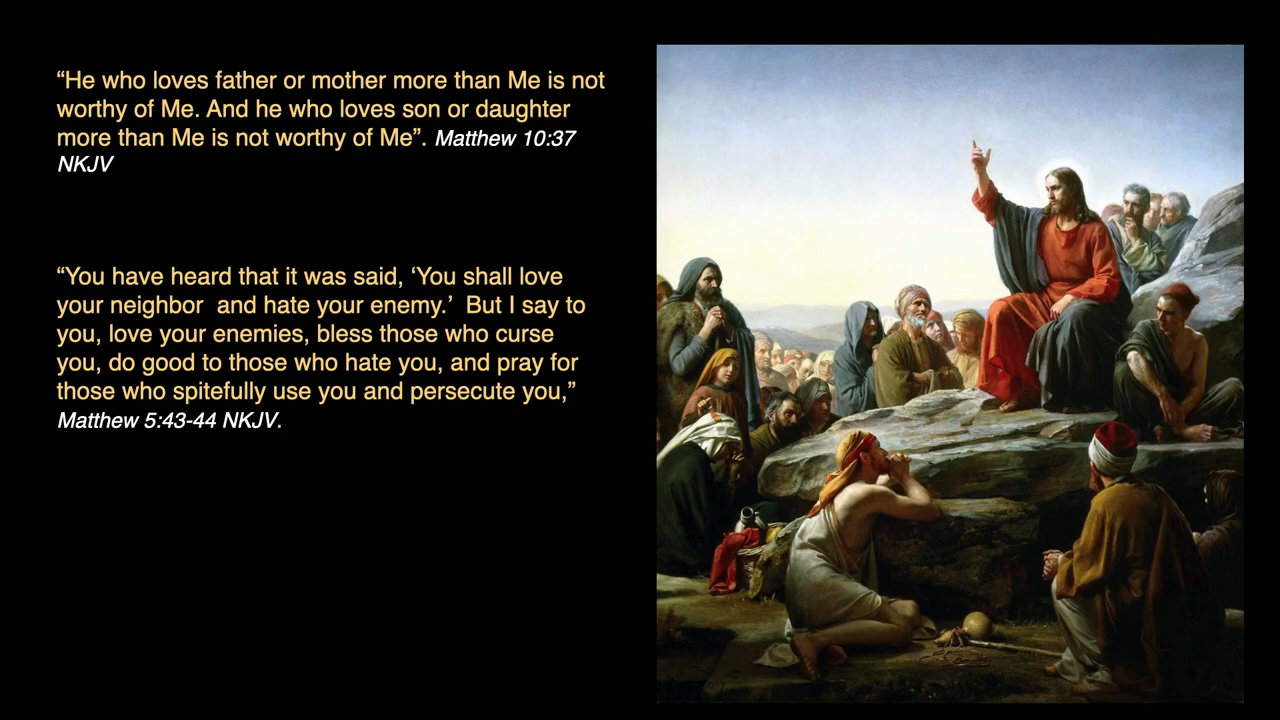 “He who loves father or mother more than Me is not
worthy of Me. And he who loves son or daughter
more than Me is not worthy of Me”. Matthew 10:37
NKJV
“You have heard that it was said, ‘You shall love
your neighbor  and hate your enemy.’  But I say to
you, love your enemies, bless those who curse
you, do good to those who hate you, and pray for
those who spitefully use you and persecute you,”
Matthew 5:43-44 NKJV.